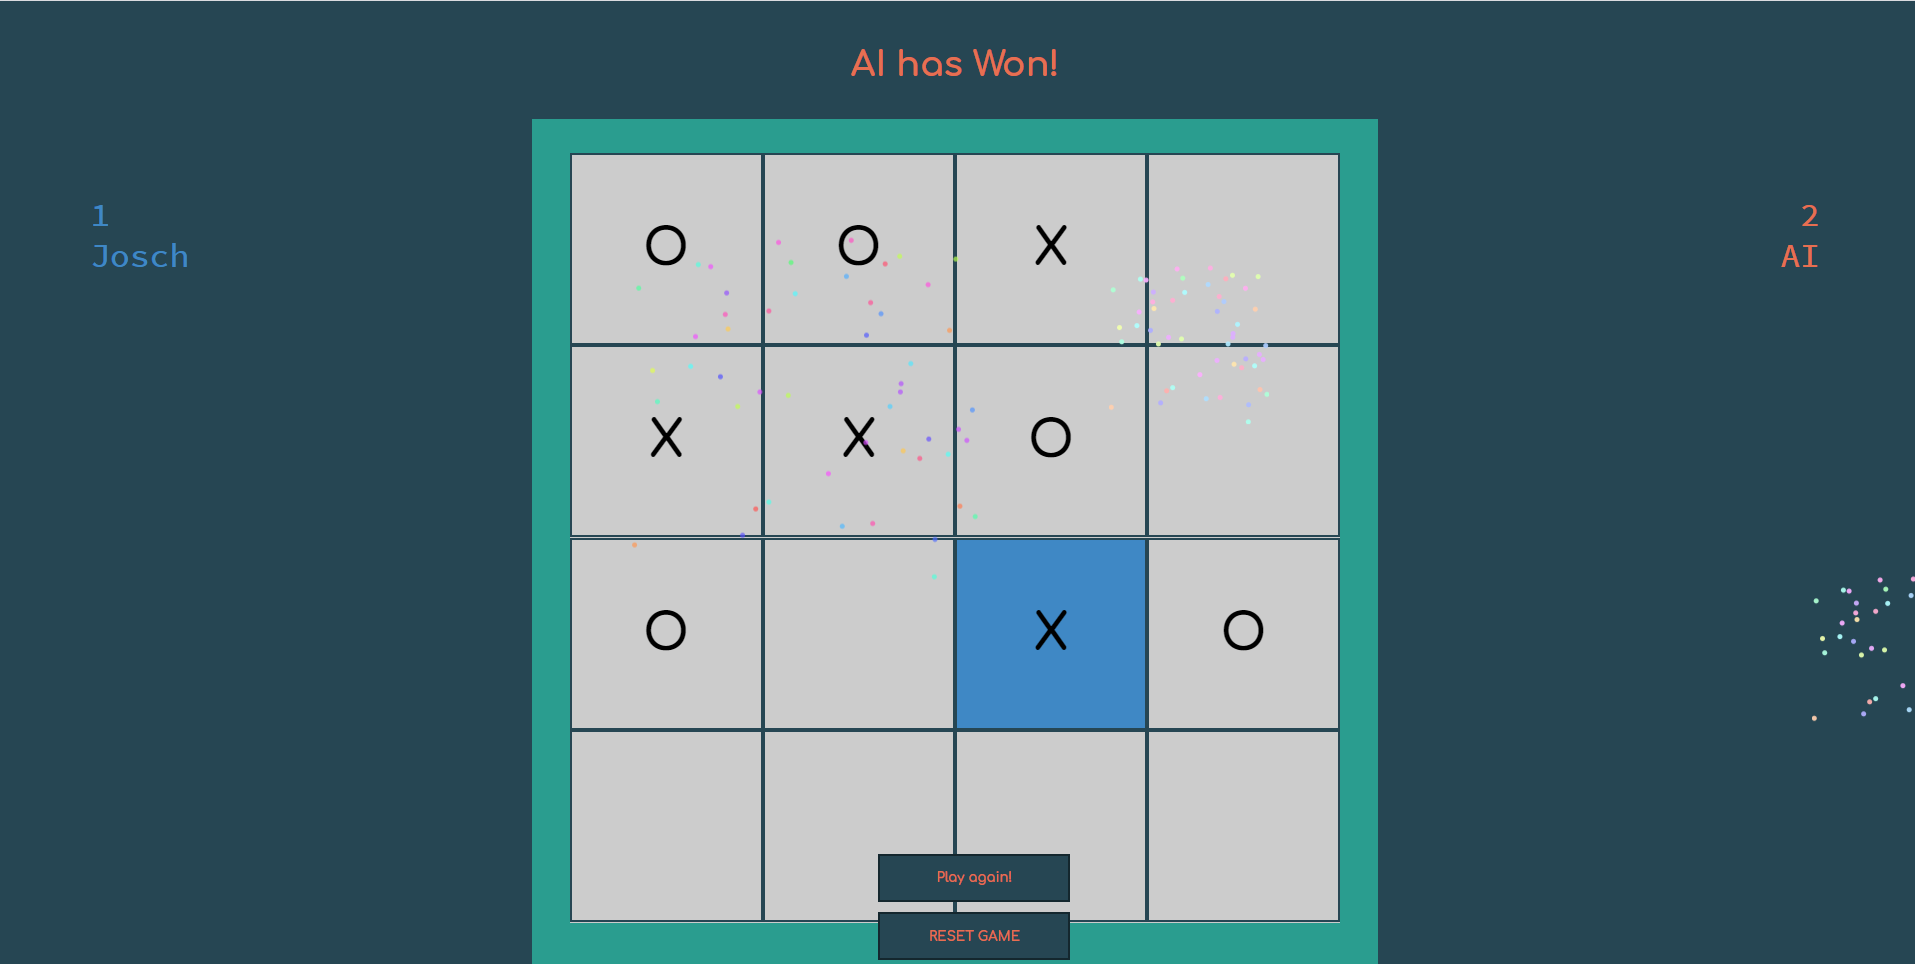 AI has Won!
1
Josch
2
AI
O O X
X X O
O X O
Play again!
RESET GAME